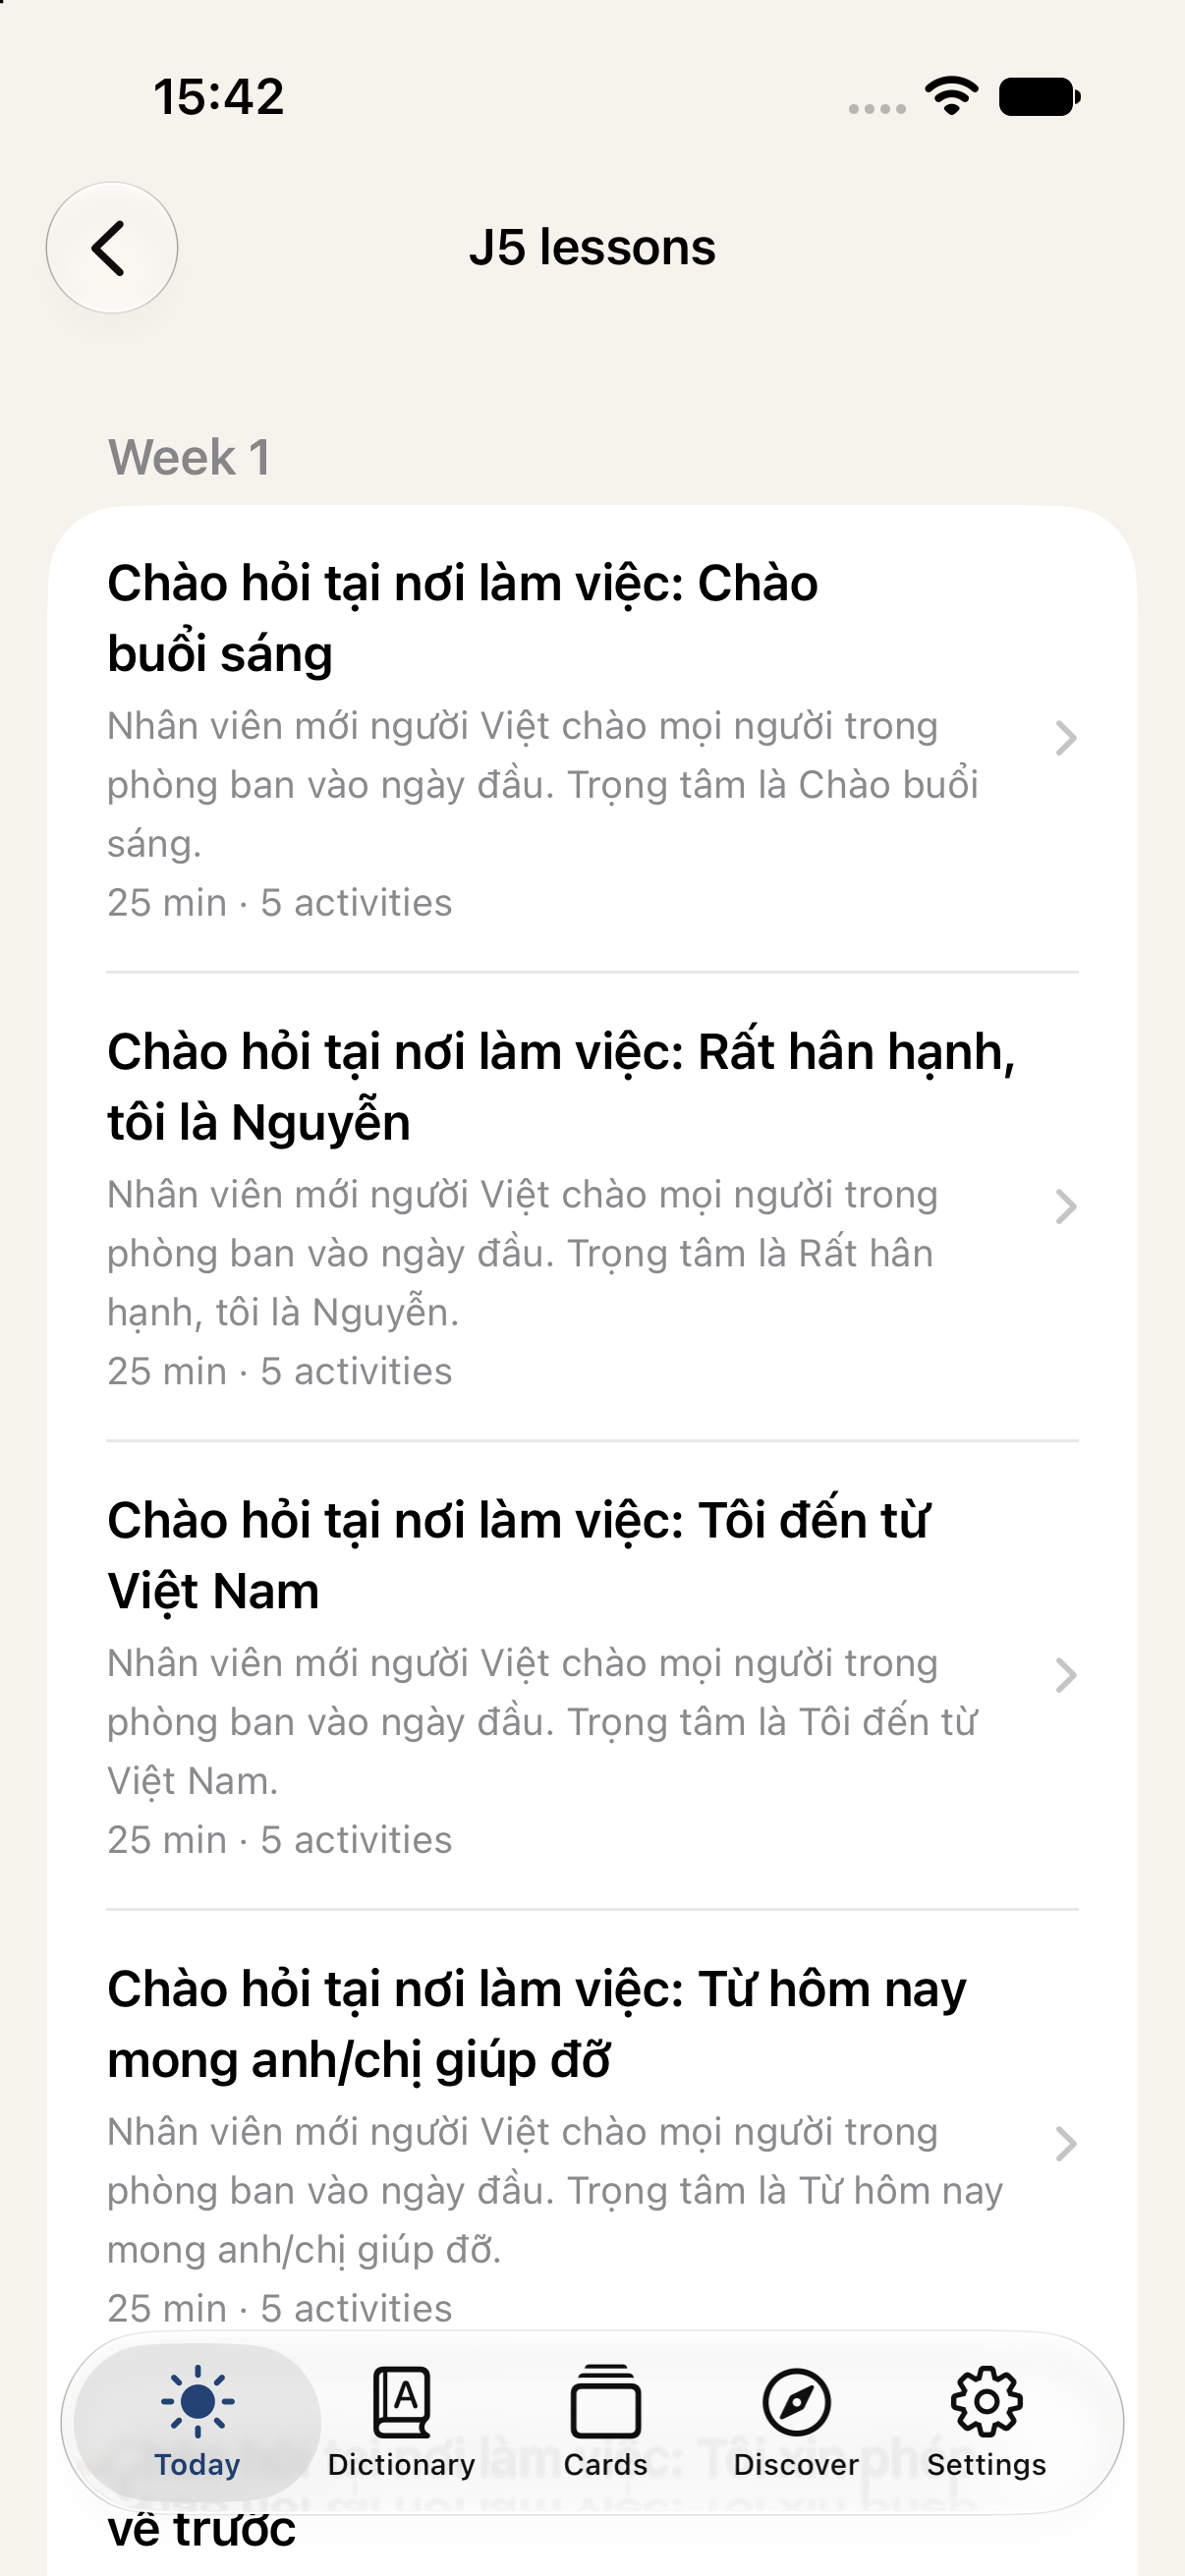 15:42
J5 lessons
Week 1
Chào hỏi tại nơi làm việc: Chào
buổi sáng
Nhân viên mới người Việt chào mọi người trong
phòng ban vào ngày đầu. Trọng tâm là Chào buổi
sáng.
25 min · 5 activities
Chào hỏi tại nơi làm việc: Rất hân hạnh,
tôi là Nguyễn
Nhân viên mới người Việt chào mọi người trong
phòng ban vào ngày đầu. Trọng tâm là Rất hân
hạnh, tôi là Nguyễn.
25 min · 5 activities
Chào hỏi tại nơi làm việc: Tôi đến từ
Việt Nam
Nhân viên mới người Việt chào mọi người trong
phòng ban vào ngày đầu. Trọng tâm là Tôi đến từ
Việt Nam.
25 min · 5 activities
Chào hỏi tại nơi làm việc: Từ hôm nay
mong anh/chị giúp đỡ
Nhân viên mới người Việt chào mọi người trong
phòng ban vào ngày đầu. Trọng tâm là Từ hôm nay
mong anh/chị giúp đỡ.
25 min · 5 activities
Today Dictionary Cards Discover Settings
về trước